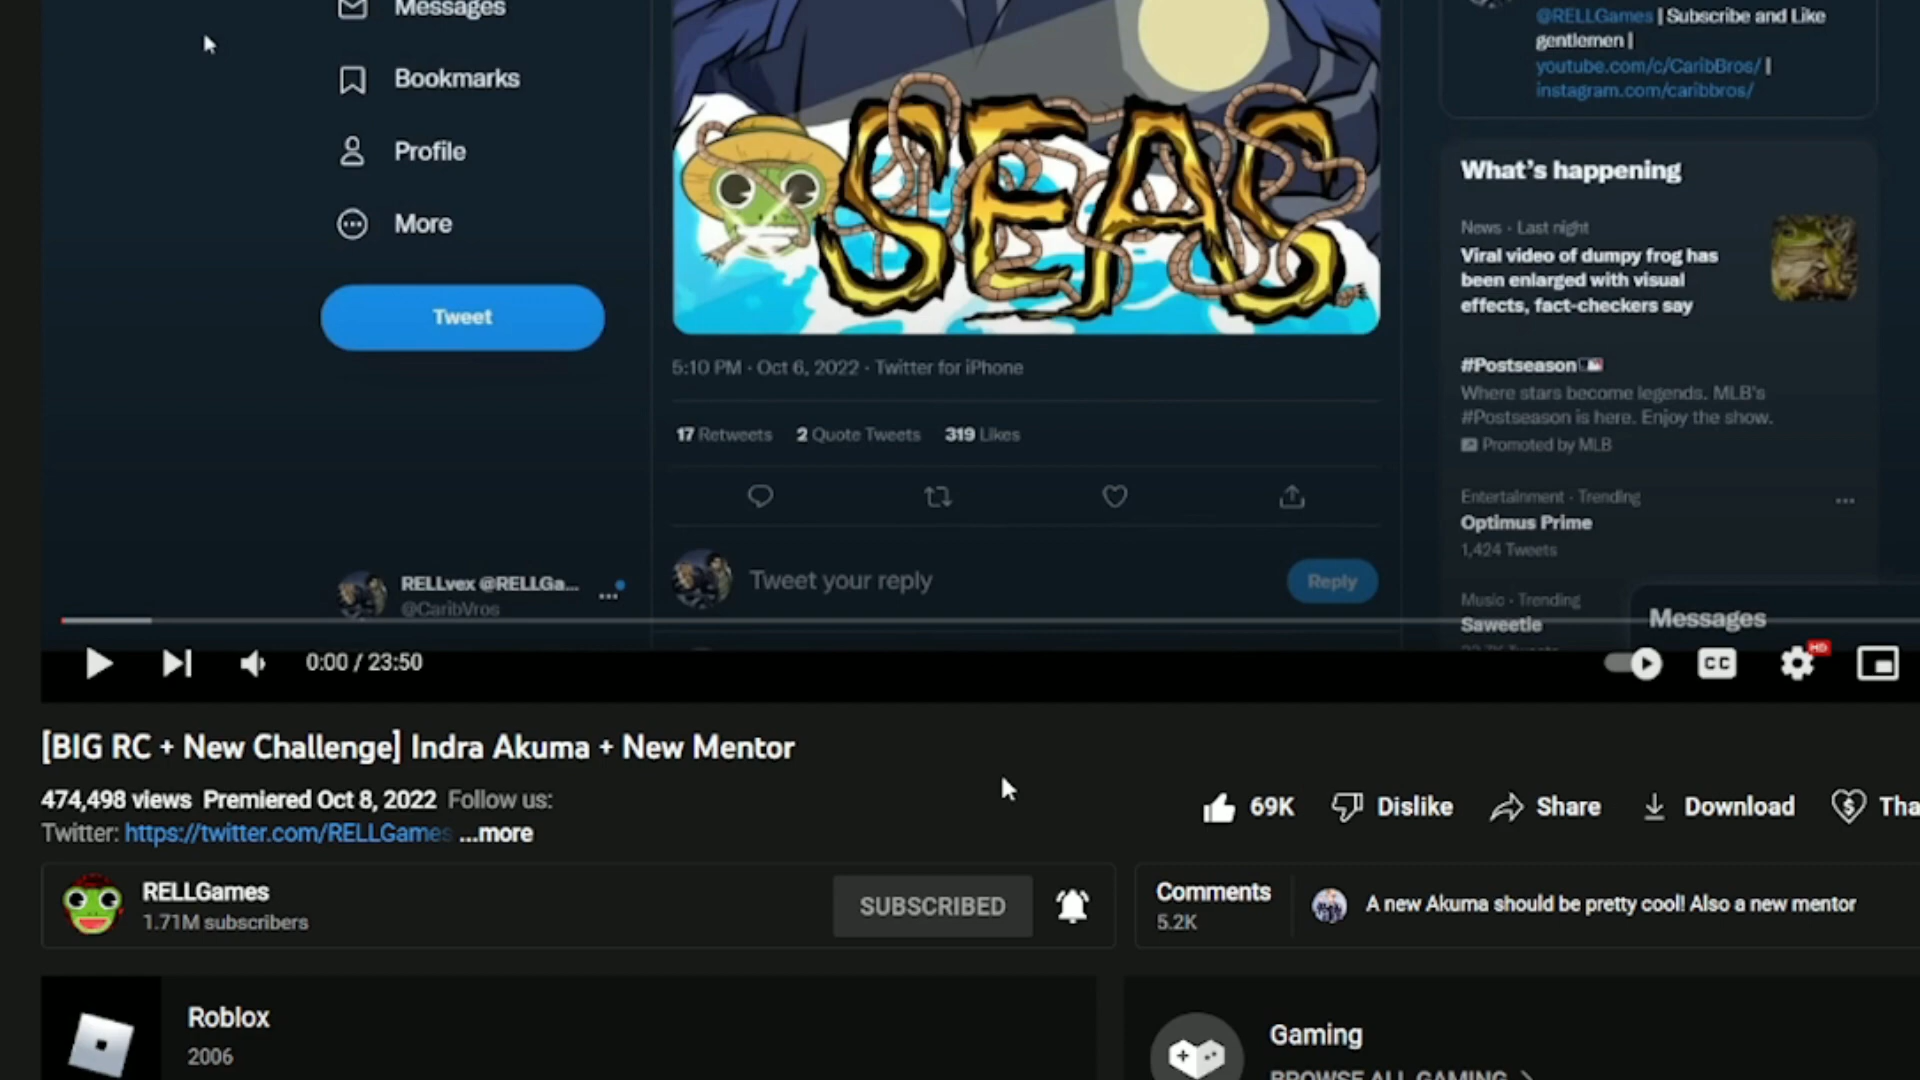 Messages
Bookmarks
Profile
More
Tweet
SEAS
5:10 PM · Oct 6, 2022 · Twitter for iPhone
17 Retweets 2 Quote Tweets 319 Likes
Tweet your reply
Reply
RELLvex @RELLGa...
@CaribVros
@RELLGames | Subscribe and Like
gentlemen |
youtube.com/c/CaribBros/ |
instagram.com/caribbros/
What's happening
News · Last night
Viral video of dumpy frog has
been enlarged with visual
effects, fact-checkers say
#Postseason
Where stars become legends. MLB's
#Postseason is here. Enjoy the show.
Promoted by MLB
Entertainment · Trending
Optimus Prime
1,424 Tweets
Music · Trending
Saweetie
Messages
0:00 / 23:50
CC
HD
[BIG RC + New Challenge] Indra Akuma + New Mentor
474,498 views Premiered Oct 8, 2022 Follow us:
Twitter: https://twitter.com/RELLGames ...more
69K Dislike Share Download Tha
RELLGames
1.71M subscribers
SUBSCRIBED
Comments
5.2K
A new Akuma should be pretty cool! Also a new mentor
Roblox
2006
Gaming
BROWSE ALL GAMING